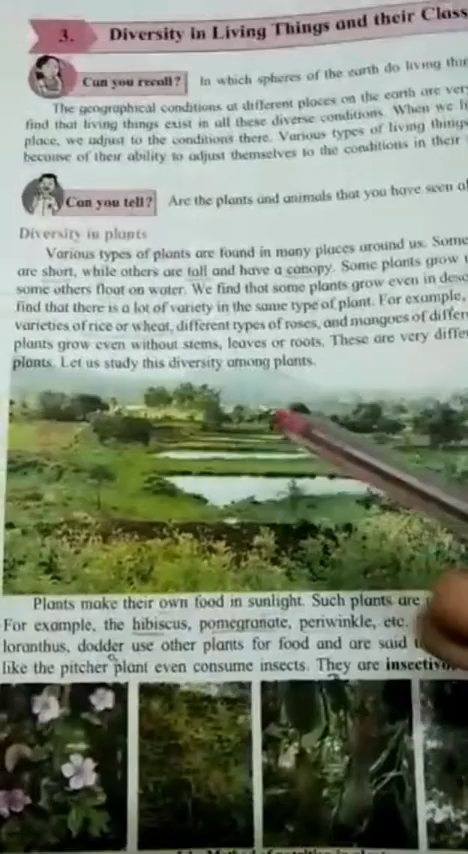 3. Diversity in Living Things and their Class
Can you recall? In which spheres of the earth do living thin
The geographical conditions at different places on the earth are very
find that living things exist in all these diverse conditions. When we li
place, we adjust to the conditions there. Various types of living things
because of their ability to adjust themselves to the conditions in their
Can you tell? Are the plants and animals that you have seen al
Diversity in plants
Various types of plants are found in many places around us. Some
are short, while others are tall and have a canopy. Some plants grow
some others float on water. We find that some plants grow even in dese
find that there is a lot of variety in the same type of plant. For example,
varieties of rice or wheat, different types of roses, and mangoes of differ
plants grow even without stems, leaves or roots. These are very differ
plants. Let us study this diversity among plants.
Plants make their own food in sunlight. Such plants are
For example, the hibiscus, pomegranate, periwinkle, etc.
loranthus, dodder use other plants for food and are said
like the pitcher plant even consume insects. They are insectiv